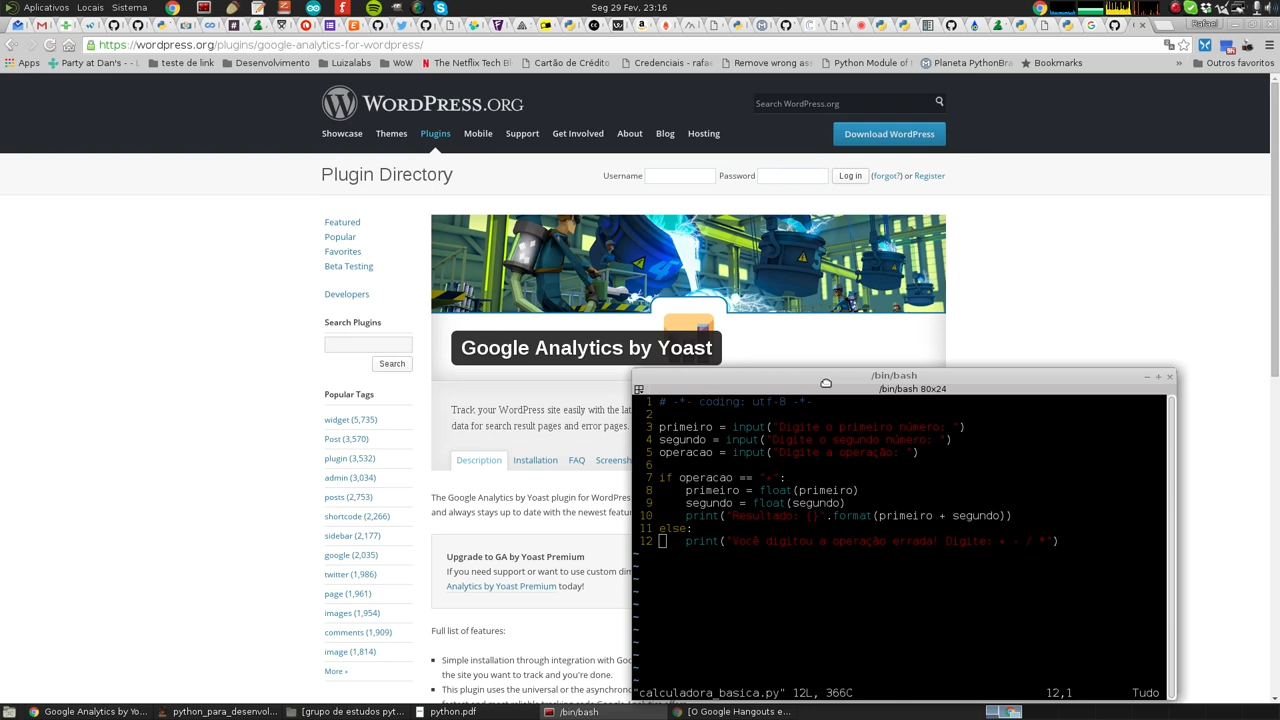 Aplicativos Locais Sistema
Seg 29 Fev, 23:16
Rafael
https://wordpress.org/plugins/google-analytics-for-wordpress/
Apps
Party at Dan's - - L
teste de link
Desenvolvimento
Luizalabs
WoW
The Netflix Tech Bl
Cartão de Crédito
Credenciais - rafae
Remove wrong ass
Python Module of t
Planeta PythonBra
Bookmarks
»
Outros favoritos
WORDPRESS.ORG
Search WordPress.org
Showcase Themes Plugins Mobile Support Get Involved About Blog Hosting
Download WordPress
Plugin Directory
Username
Password
Log in
(forgot?) or Register
Featured
Popular
Favorites
Beta Testing
Developers
Search Plugins
Search
Popular Tags
widget (5,735)
Post (3,570)
plugin (3,532)
admin (3,034)
posts (2,753)
shortcode (2,266)
sidebar (2,177)
google (2,035)
twitter (1,986)
page (1,961)
images (1,954)
comments (1,909)
image (1,814)
More »
Google Analytics by Yoast
Track your WordPress site easily with the late
data for search result pages and error pages.
Description Installation FAQ Screensh
The Google Analytics by Yoast plugin for WordPress
and always stays up to date with the newest featur
Upgrade to GA by Yoast Premium
If you need support or want to use custom dim
Analytics by Yoast Premium today!
Full list of features:
Simple installation through integration with Goo
the site you want to track and you're done.
This plugin uses the universal or the asynchrono
/bin/bash
/bin/bash 80x24
1 # -*- coding: utf-8 -*-
2
3 primeiro = input("Digite o primeiro número: ")
4 segundo = input("Digite o segundo número: ")
5 operacao = input("Digite a operação: ")
6
7 if operacao == "+":
8 primeiro = float(primeiro)
9 segundo = float(segundo)
10 print("Resultado: {}".format(primeiro + segundo))
11 else:
12 print("Você digitou a operação errada! Digite: + - / *")
~
~
~
~
~
~
~
~
~
~
~
"calculadora_basica.py" 12L, 366C
12,1
Tudo
Google Analytics by Yo...
python_para_desenvol...
[grupo de estudos pyt...
python.pdf
/bin/bash
[O Google Hangouts e...